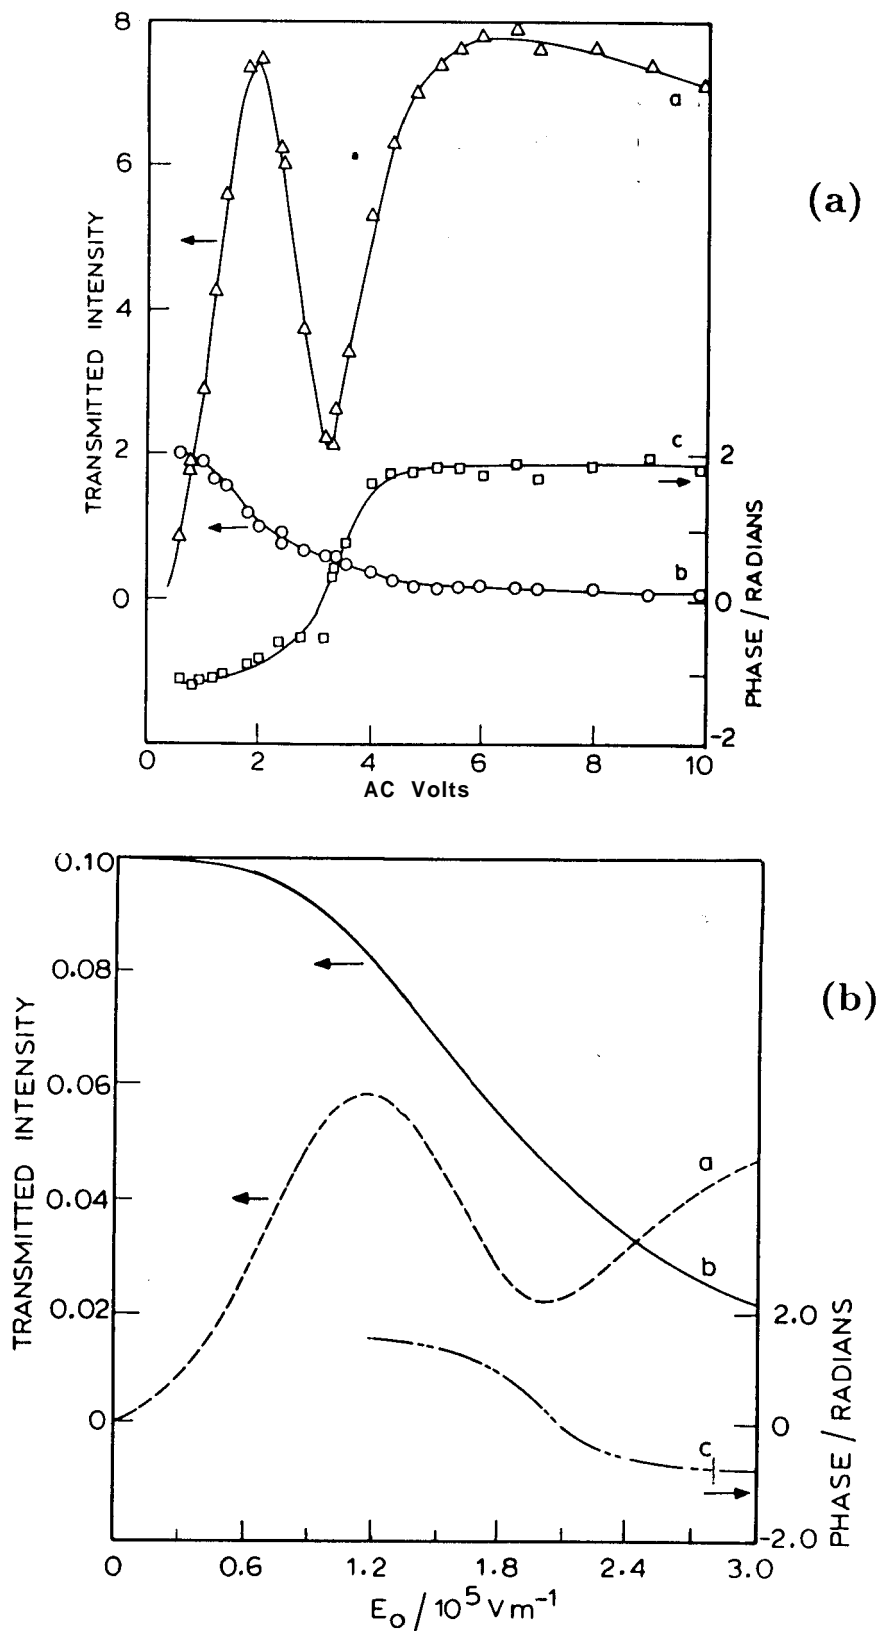 8
6
4
2
0
TRANSMITTED INTENSITY
a
c
b
2
0
-2
PHASE / RADIANS
0 2 4 6 8 10
AC Volts
(a)
0.10
0.08
0.06
0.04
0.02
0
TRANSMITTED INTENSITY
a
b
c
2.0
0
-2.0
PHASE / RADIANS
0 0.6 1.2 1.8 2.4 3.0
E₀ / 10⁵ Vm⁻¹
(b)